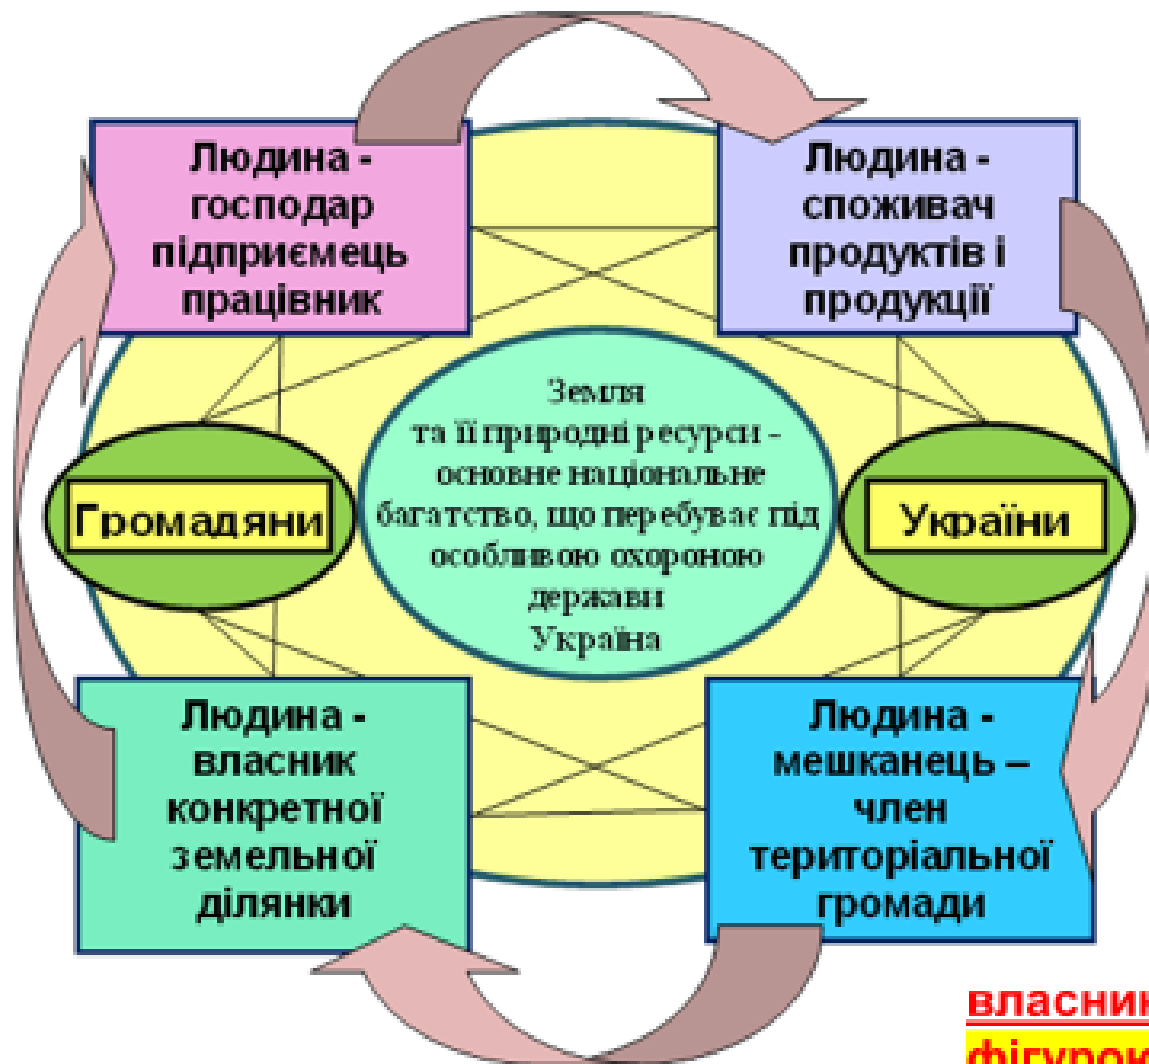 Людина -
господар
підприємець
працівник
Людина -
споживач
продуктів і
продукції
Земля
та її природні ресурси –
основне національне
багатство, що перебуває під
особливою охороною
держави
Україна
Громадяни
України
Людина -
власник
конкретної
земельної
ділянки
Людина -
мешканець –
член
територіальної
громади